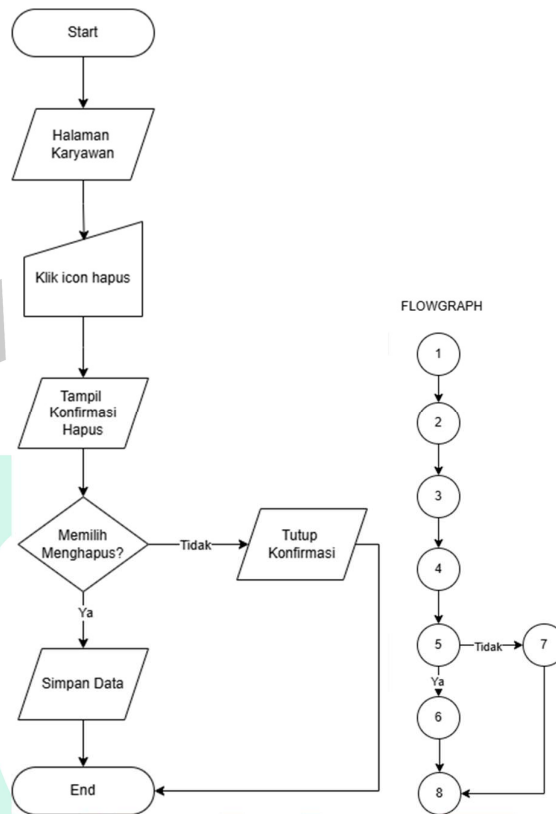 Start
Halaman
Karyawan
Klik icon hapus
Tampil
Konfirmasi
Hapus
Memilih
Menghapus?
Tidak
Tutup
Konfirmasi
Ya
Simpan Data
End
FLOWGRAPH
1
2
3
4
5
Tidak
7
Ya
6
8